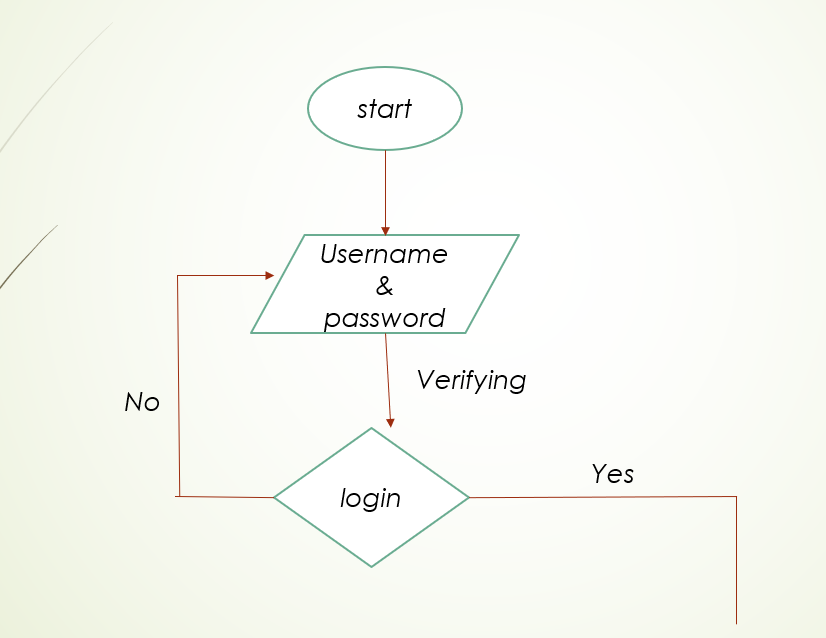 start
Username
&
password
Verifying
No
Yes
login